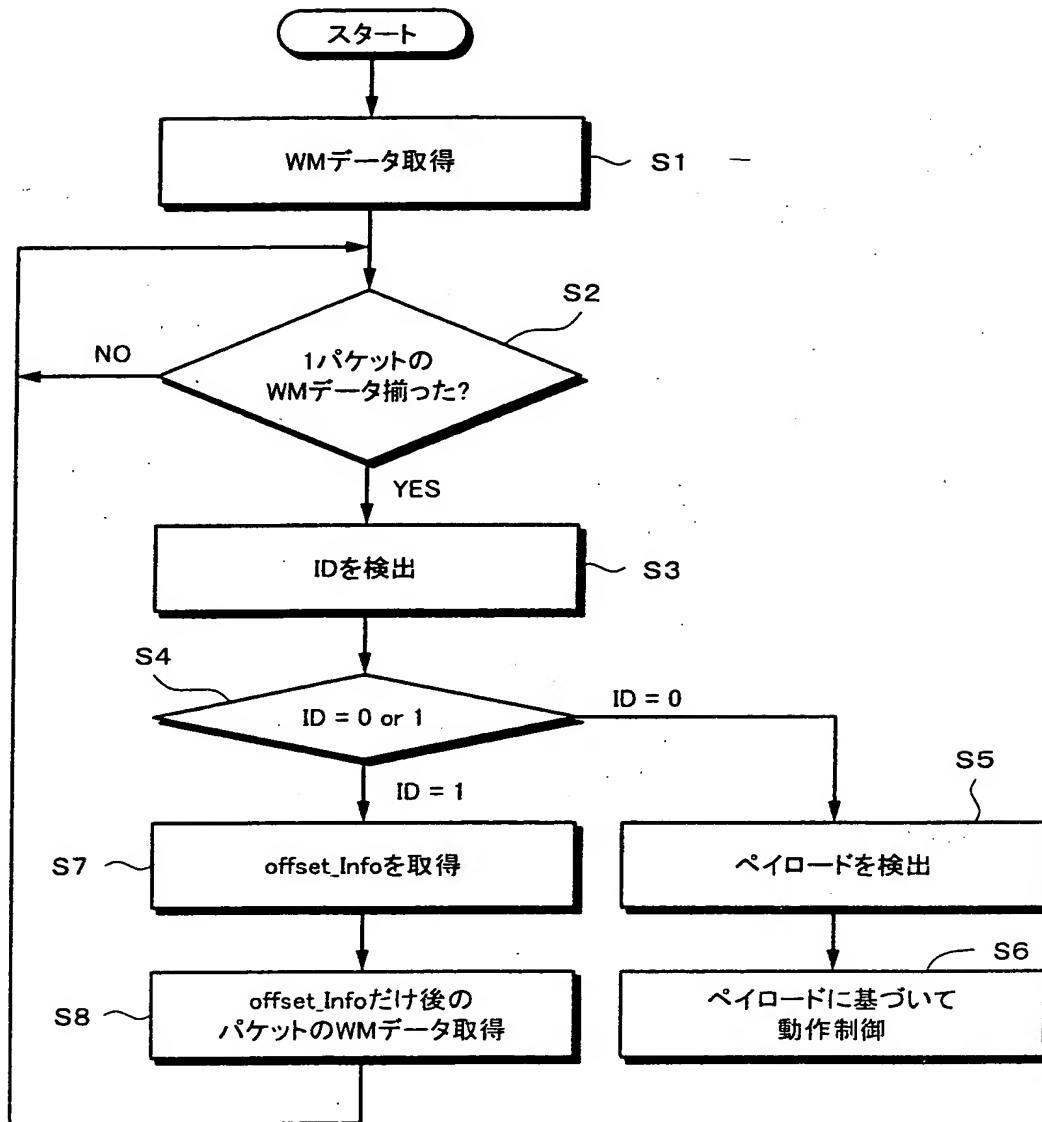 スタート
WMデータ取得
S1
S2
NO
1パケットの
WMデータ揃った?
YES
IDを検出
S3
S4
ID = 0 or 1
ID = 0
ID = 1
S5
S7
offset_Infoを取得
ペイロードを検出
S6
S8
offset_Infoだけ後の
パケットのWMデータ取得
ペイロードに基づいて
動作制御